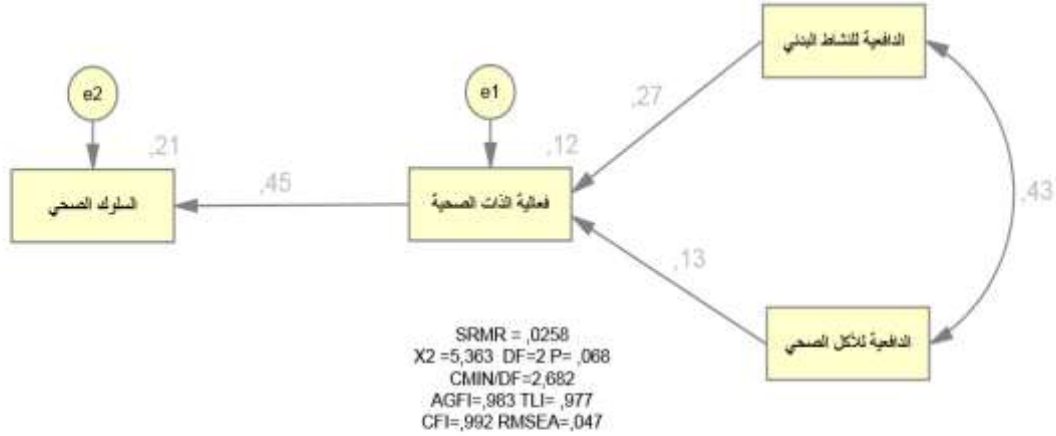 الدافعية للنشاط البدني
e2
e1
,27
,21
,12
,45
,43
السلوك الصحي
فعالية الذات الصحية
,13
الدافعية للأكل الصحي
SRMR = ,0258
X2 =5,363 DF=2 P= ,068
CMIN/DF=2,682
AGFI=,983 TLI= ,977
CFI=,992 RMSEA=,047